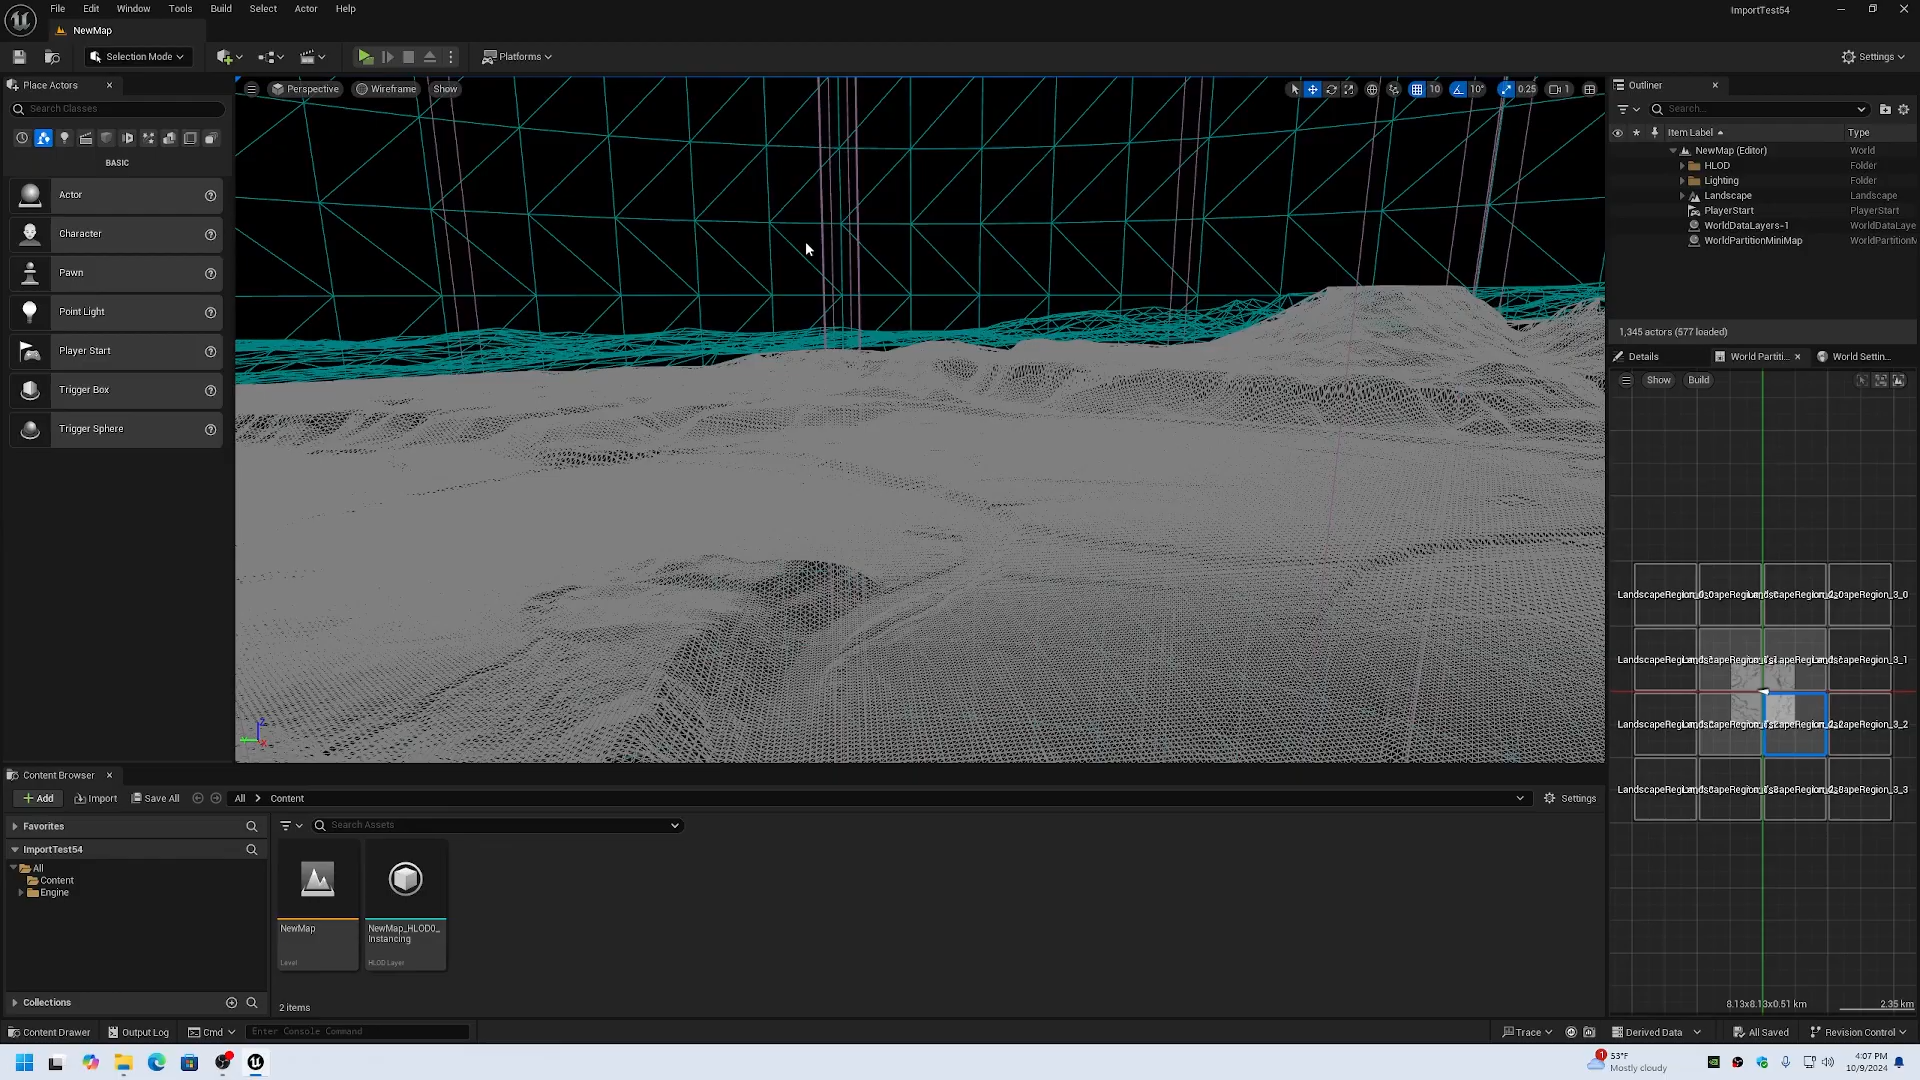 File Edit Window Tools Build Select Actor Help
ImportTest54
NewMap
Selection Mode
Platforms
Settings
Place Actors
Search Classes
BASIC
Actor
Character
Pawn
Point Light
Player Start
Trigger Box
Trigger Sphere
Perspective Wireframe Show
10 10° 0.25 1
Outliner
Search...
Item Label Type
NewMap (Editor) World
HLOD Folder
Lighting Folder
Landscape Landscape
PlayerStart PlayerStart
WorldDataLayers-1 WorldDataLaye
WorldPartitionMiniMap WorldPartitionM
1,345 actors (577 loaded)
Details World Partiti... World Settin...
Show Build
8.13x8.13x0.51 km 2.35 km
Content Browser
Add Import Save All All Content Settings
Favorites
Search Assets
ImportTest54
All
Content
Engine
NewMap
Level
NewMap_HLOD0_
Instancing
HLOD Layer
Collections
2 items
Content Drawer Output Log Cmd Enter Console Command Trace Derived Data All Saved Revision Control
1
53°F
Mostly cloudy
4:07 PM
10/9/2024